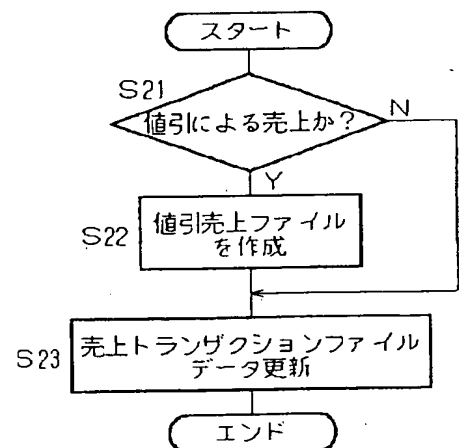 スタート
S21
値引による売上か?
N
Y
S22
値引売上ファイル
を作成
S23
売上トランザクションファイル
データ更新
エンド